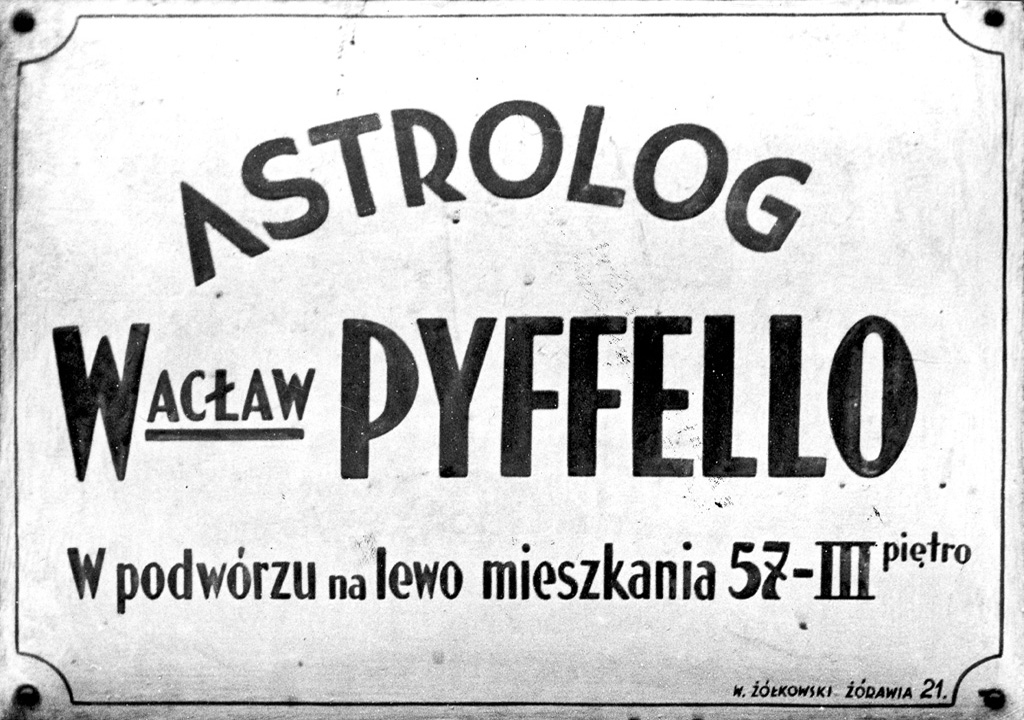 ASTROLOG
WACŁAW PYFFELLO
W podwórzu na lewo mieszkania 57-III piętro
W. ŻÓŁKOWSKI ŻÓRAWIA 21.